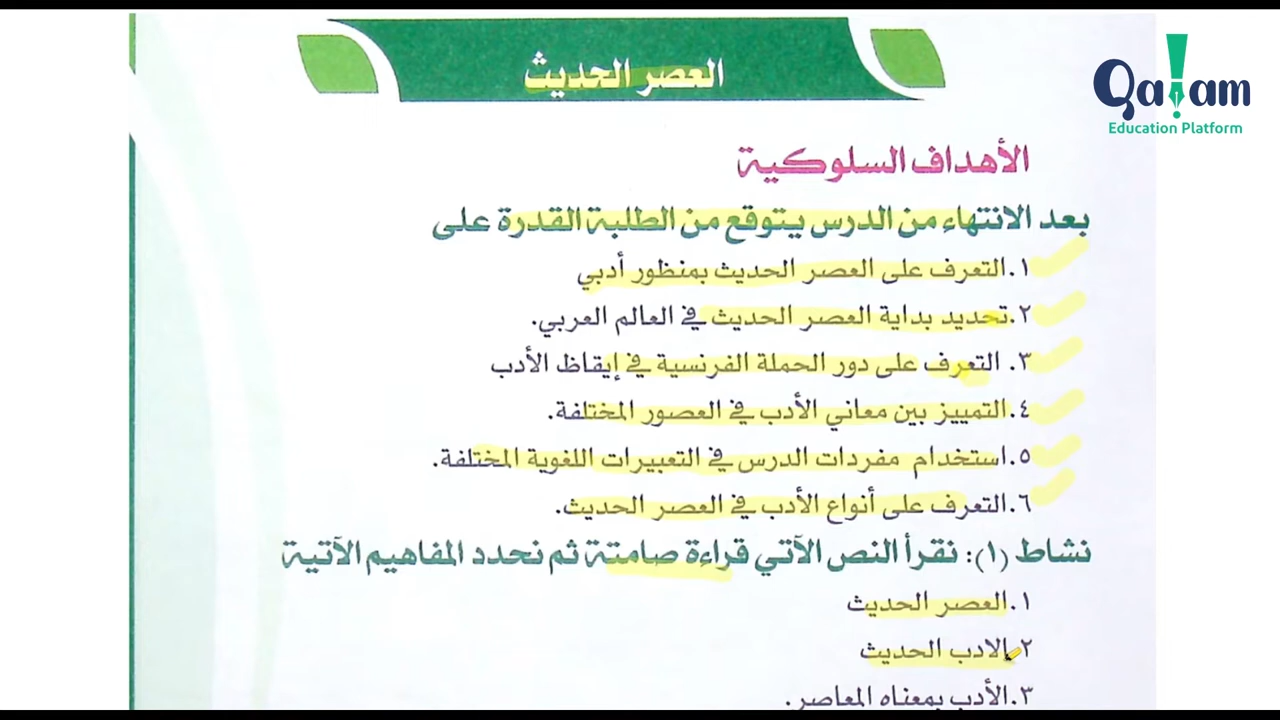 العصر الحديث
Qalam
Education Platform
الأهداف السلوكية
بعد الانتهاء من الدرس يتوقع من الطلبة القدرة على
١.التعرف على العصر الحديث بمنظور أدبي
٢.تحديد بداية العصر الحديث في العالم العربي.
٣. التعرف على دور الحملة الفرنسية في إيقاظ الأدب
٤.التمييز بين معاني الأدب في العصور المختلفة.
٥.استخدام مفردات الدرس في التعبيرات اللغوية المختلفة.
٦.التعرف على أنواع الأدب في العصر الحديث.
نشاط (١): نقرأ النص الآتي قراءة صامتة ثم نحدد المفاهيم الآتية
١.العصر الحديث
٢.الادب الحديث
٣.الأدب بمعناه المعاصر.